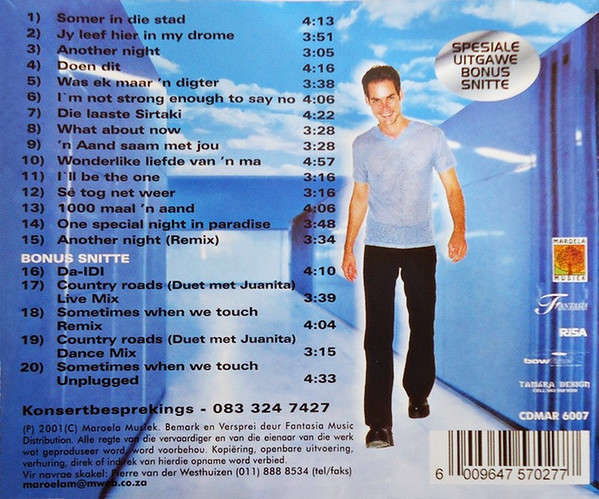 1) Somer in die stad 4:13
2) Jy leef hier in my drome 3:51
3) Another night 3:05
4) Doen dit 4:16
5) Was ek maar 'n digter 3:38
6) I`m not strong enough to say no 4:06
7) Die laaste Sirtaki 4:22
8) What about now 3:28
9) 'n Aand saam met jou 3:28
10) Wonderlike liefde van 'n ma 4:57
11) I`ll be the one 3:16
12) Sê tog net weer 3:16
13) 1000 maal 'n aand 4:06
14) One special night in paradise 3:48
15) Another night (Remix) 3:34
BONUS SNITTE
16) Da-IDI 4:10
17) Country roads (Duet met Juanita)
Live Mix 3:39
18) Sometimes when we touch
Remix 4:04
19) Country roads (Duet met Juanita)
Dance Mix 3:15
20) Sometimes when we touch
Unplugged 4:33
Konsertbesprekings - 083 324 7427
(P) 2001(C) Maroela Musiek. Bemark en Versprei deur Fantasia Music
Distribution. Alle regte van die vervaardiger en van die eienaar van die werk
wat geproduseer word, word voorbehou. Kopiëring, openbare uitvoering,
verhuring, direk of indirek van hierdie opname word verbied.
Vir navrae skakel: Pierre van der Westhuizen (011) 888 8534 (tel/faks)
maroelam@mweb.co.za
SPESIALE
UITGAWE
BONUS
SNITTE
MAROELA
MUSIEK
FANTASIA
RISA
TAMARA DESIGN
CDMAR 6007
6 009647 570277